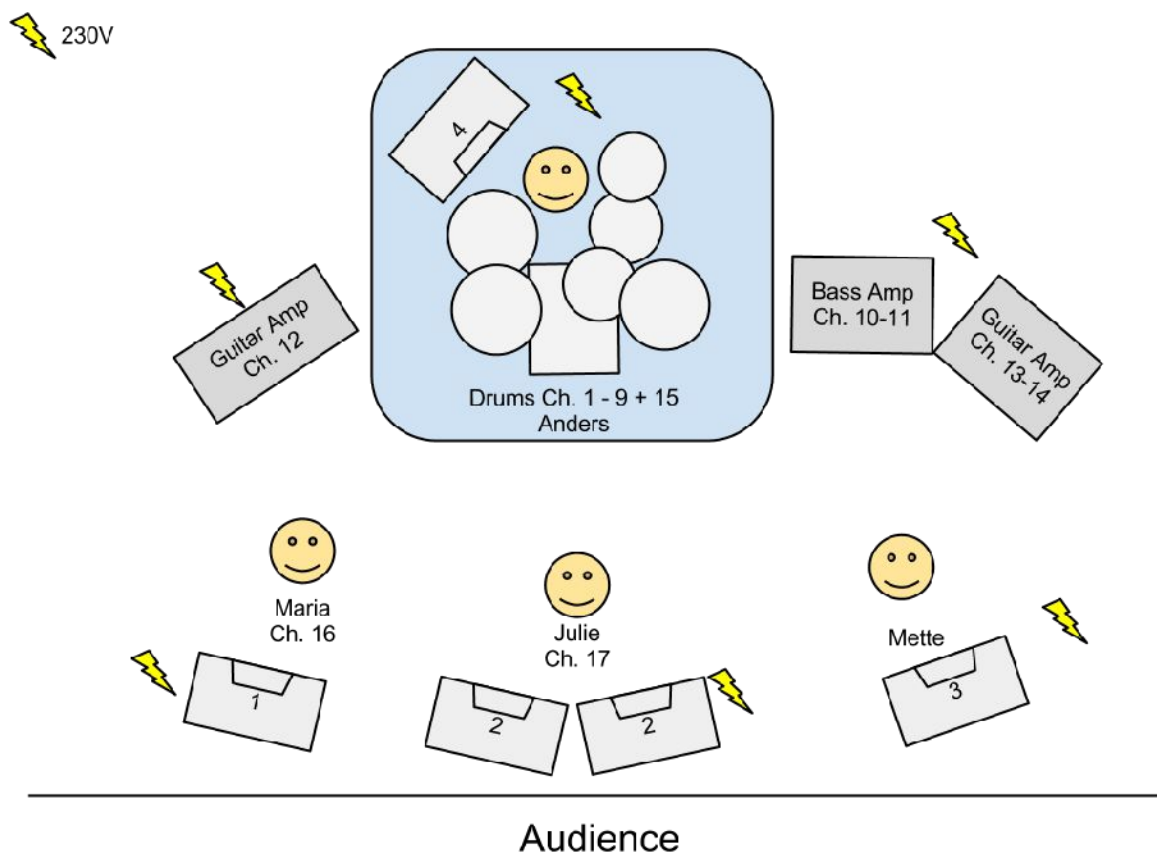 230V
4
Guitar Amp
Ch. 12
Bass Amp
Ch. 10-11
Guitar Amp
Ch. 13-14
Drums Ch. 1 - 9 + 15
Anders
Maria
Ch. 16
Julie
Ch. 17
Mette
1
2
2
3
Audience